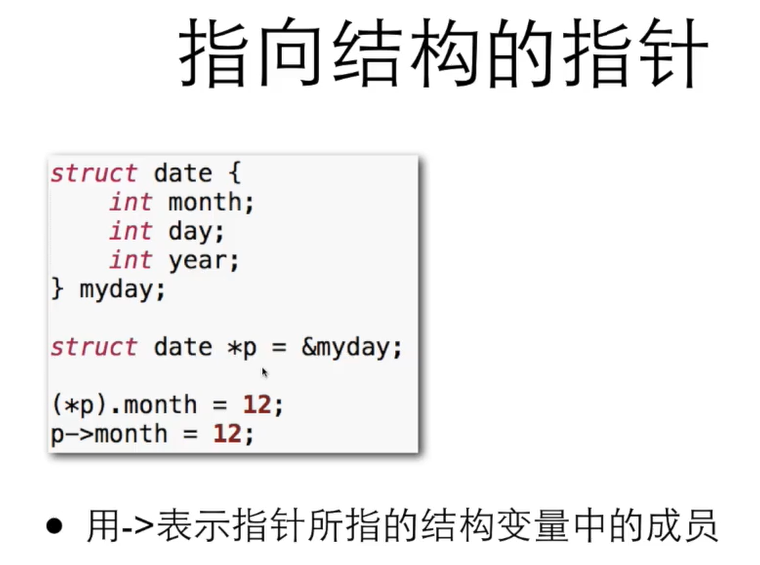 指向结构的指针
struct date {
    int month;
    int day;
    int year;
} myday;
struct date *p = &myday;
(*p).month = 12;
p->month = 12;
● 用->表示指针所指的结构变量中的成员